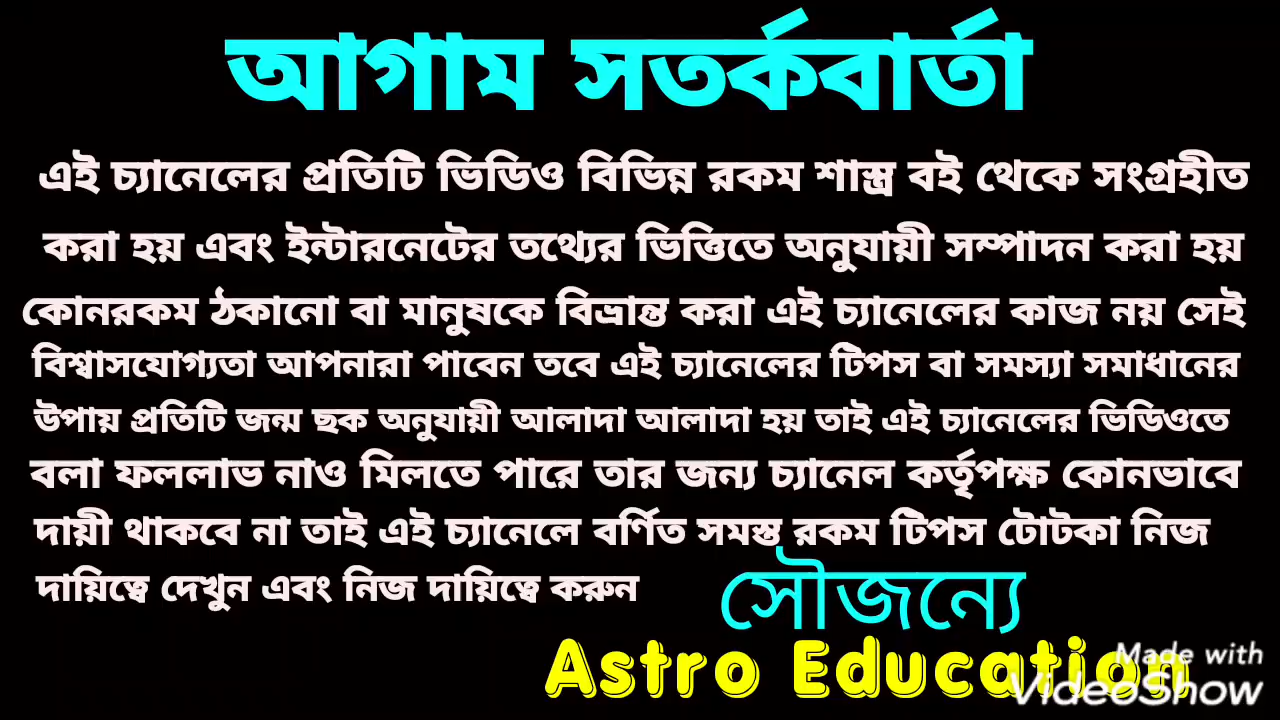 আগাম সতর্কবার্তা
এই চ্যানেলের প্রতিটি ভিডিও বিভিন্ন রকম শাস্ত্র বই থেকে সংগ্রহীত
করা হয় এবং ইন্টারনেটের তথ্যের ভিত্তিতে অনুযায়ী সম্পাদন করা হয়
কোনরকম ঠকানো বা মানুষকে বিভ্রান্ত করা এই চ্যানেলের কাজ নয় সেই
বিশ্বাসযোগ্যতা আপনারা পাবেন তবে এই চ্যানেলের টিপস বা সমস্যা সমাধানের
উপায় প্রতিটি জন্ম ছক অনুযায়ী আলাদা আলাদা হয় তাই এই চ্যানেলের ভিডিওতে
বলা ফললাভ নাও মিলতে পারে তার জন্য চ্যানেল কর্তৃপক্ষ কোনভাবে
দায়ী থাকবে না তাই এই চ্যানেলে বর্ণিত সমস্ত রকম টিপস টোটকা নিজ
দায়িত্বে দেখুন এবং নিজ দায়িত্বে করুন
সৌজন্যে
Astro Education
Made with
VideoShow